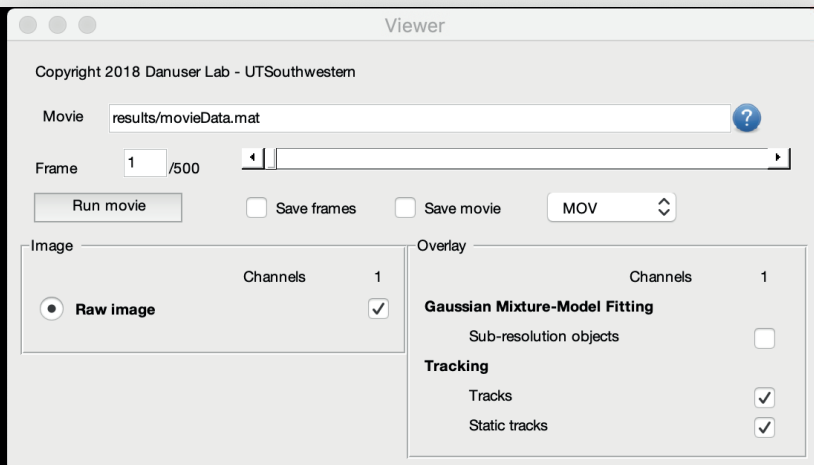 Viewer
Copyright 2018 Danuser Lab - UTSouthwestern
Movie results/movieData.mat ?
Frame 1 /500
Run movie Save frames Save movie MOV
Image
Channels 1
Raw image
Overlay
Channels 1
Gaussian Mixture-Model Fitting
Sub-resolution objects
Tracking
Tracks
Static tracks